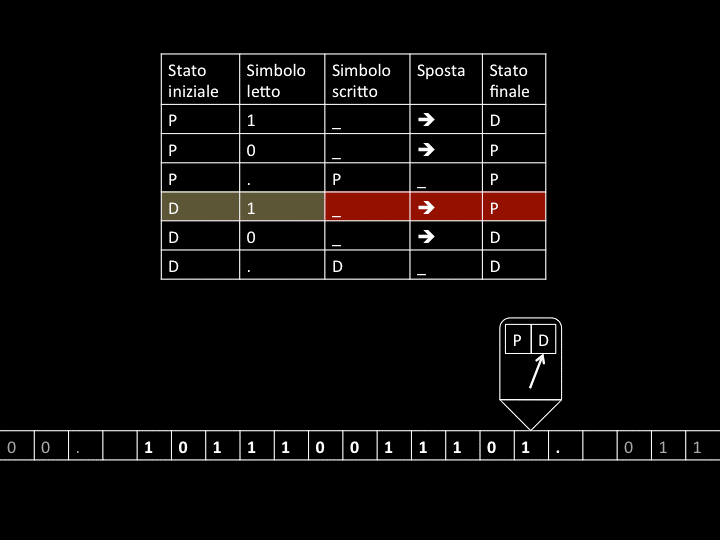 Stato iniziale Simbolo letto Simbolo scritto Sposta Stato finale
P 1 _ ➔ D
P 0 _ ➔ P
P . P _ P
D 1 _ ➔ P
D 0 _ ➔ D
D . D _ D
P D
0 0 . 1 0 1 1 1 0 0 1 1 1 0 1 . 0 1 1